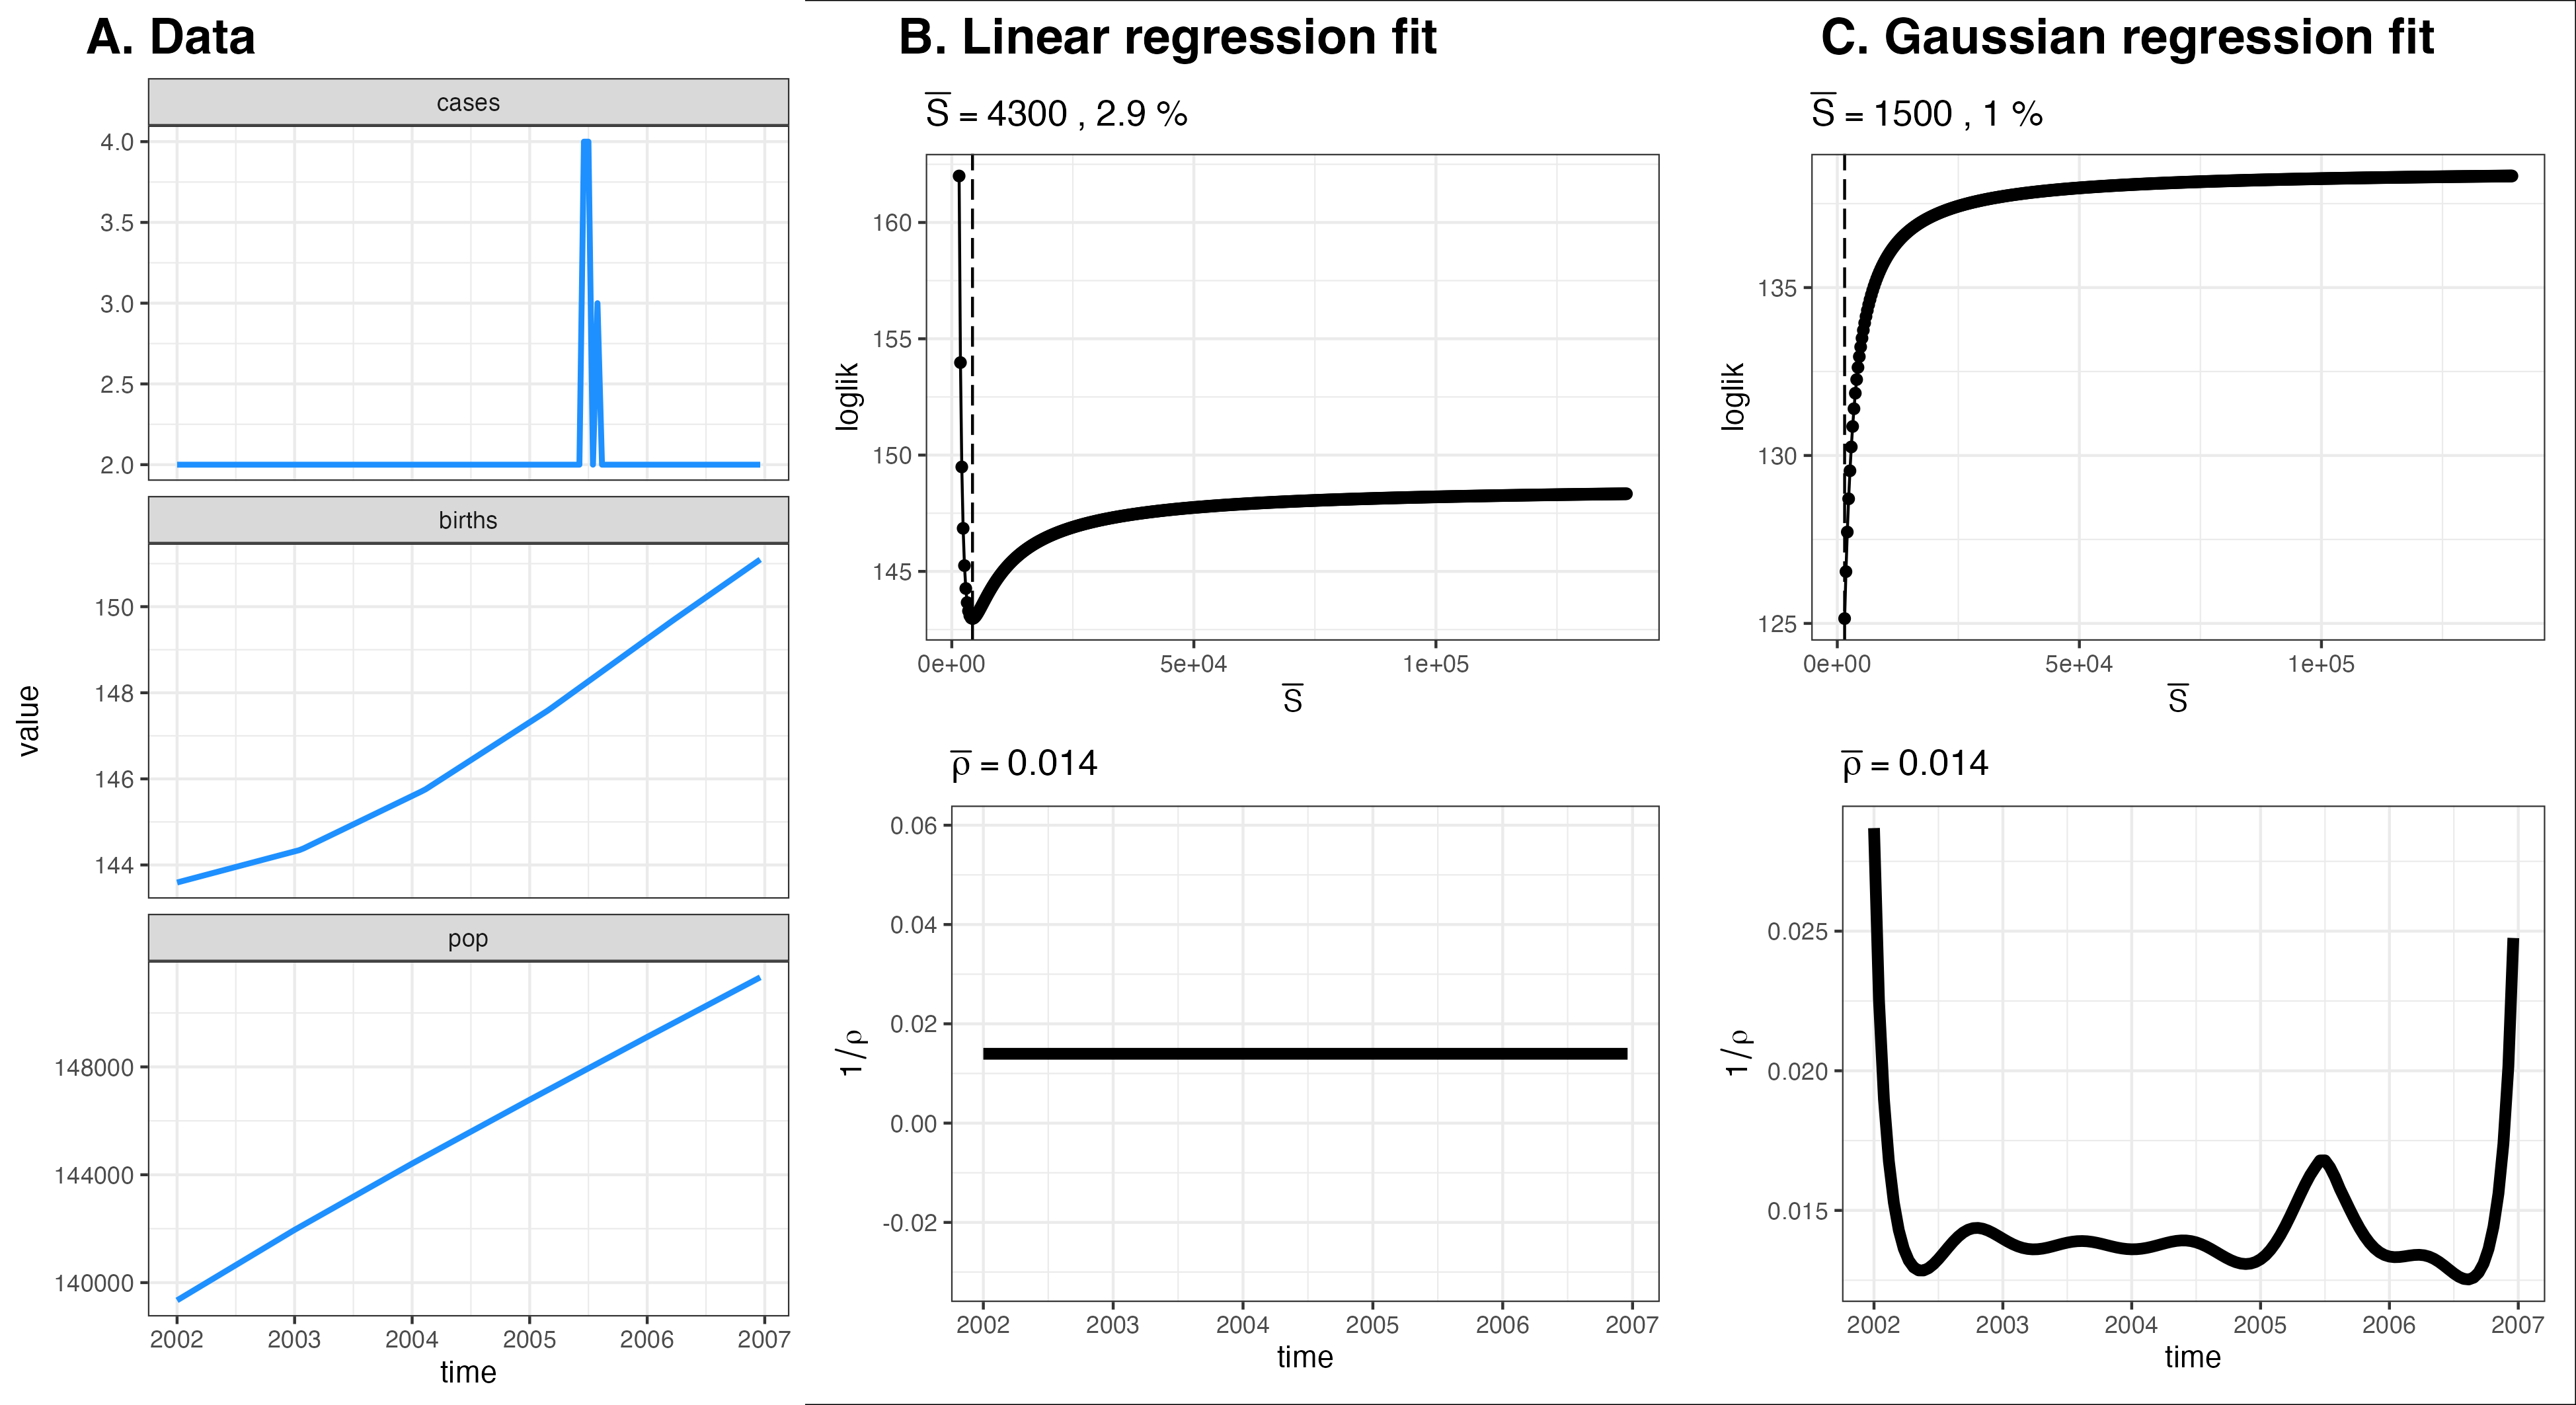 A. Data
cases
4.0
3.5
3.0
2.5
2.0
births
150
148
146
144
pop
148000
144000
140000
2002 2003 2004 2005 2006 2007
time
value
B. Linear regression fit
S̅ = 4300 , 2.9 %
160
155
150
145
loglik
0e+00 5e+04 1e+05
S̅
ρ̅ = 0.014
0.06
0.04
0.02
0.00
-0.02
1/ρ
2002 2003 2004 2005 2006 2007
time
C. Gaussian regression fit
S̅ = 1500 , 1 %
135
130
125
loglik
0e+00 5e+04 1e+05
S̅
ρ̅ = 0.014
0.025
0.020
0.015
1/ρ
2002 2003 2004 2005 2006 2007
time